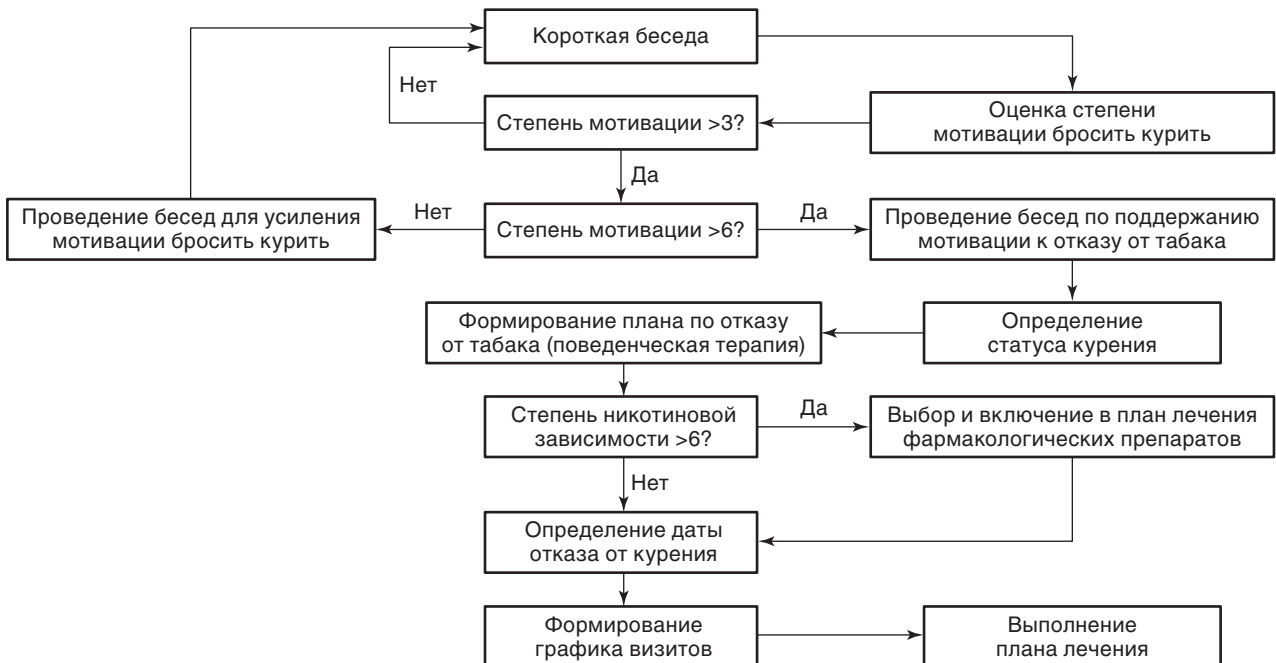 Короткая беседа
Нет
Степень мотивации >3?
Оценка степени
мотивации бросить курить
Да
Проведение бесед для усиления
мотивации бросить курить
Нет
Степень мотивации >6?
Да
Проведение бесед по поддержанию
мотивации к отказу от табака
Формирование плана по отказу
от табака (поведенческая терапия)
Определение
статуса курения
Степень никотиновой
зависимости >6?
Да
Выбор и включение в план лечения
фармакологических препаратов
Нет
Определение даты
отказа от курения
Формирование
графика визитов
Выполнение
плана лечения